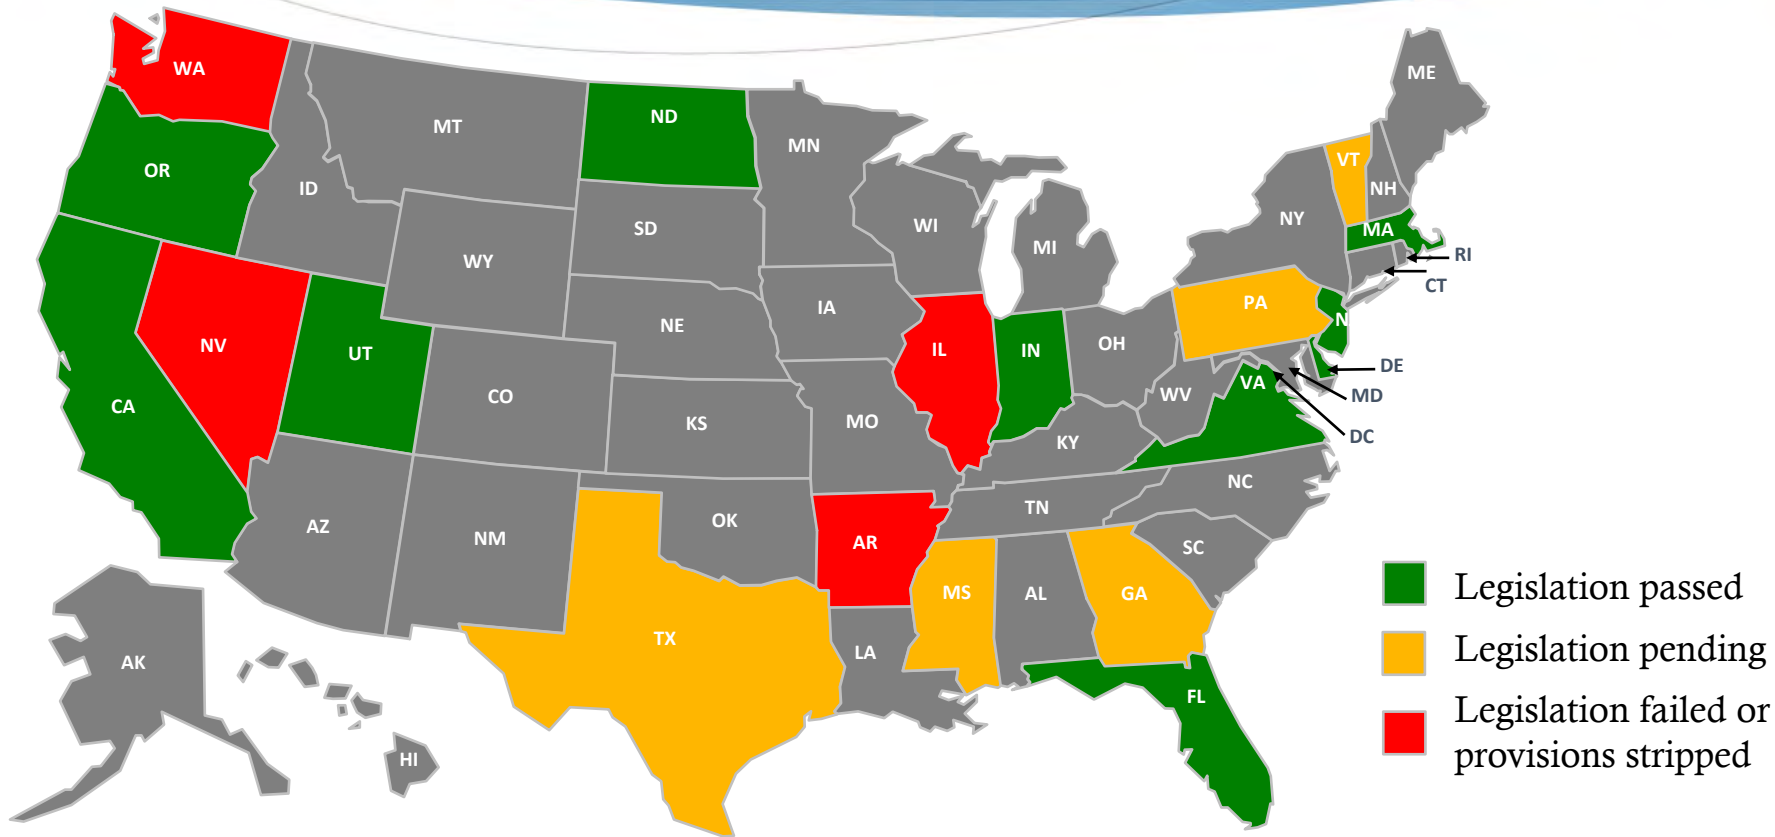 WA
MT
ND
MN
ME
OR
ID
SD
WI
MI
NY
VT
NH
MA
RI
CT
WY
NV
UT
CO
NE
IA
IL
IN
OH
PA
N
DE
MD
DC
CA
KS
MO
KY
WV
VA
AZ
NM
OK
AR
TN
NC
SC
MS
AL
GA
TX
LA
FL
AK
HI
Legislation passed
Legislation pending
Legislation failed or
provisions stripped